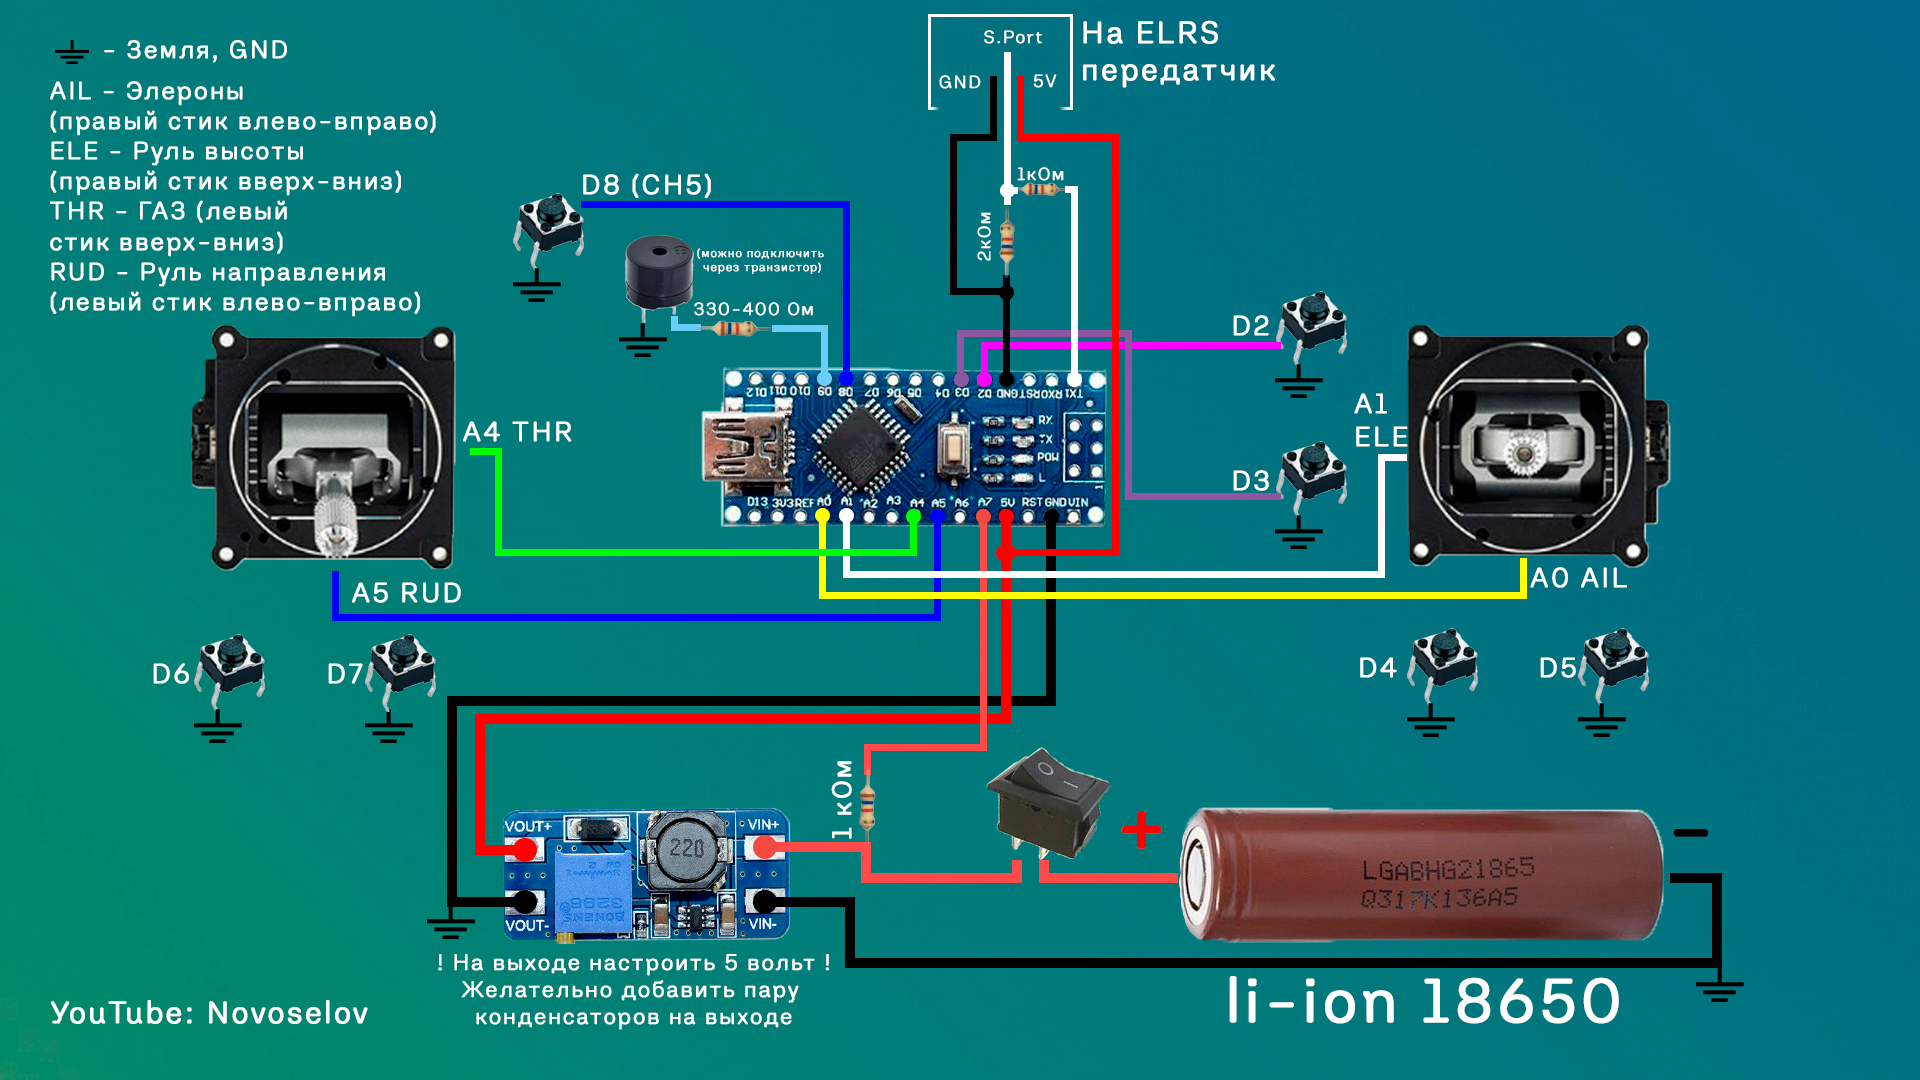 - Земля, GND
AIL - Элероны
(правый стик влево-вправо)
ELE - Руль высоты
(правый стик вверх-вниз)
THR - ГАЗ (левый
стик вверх-вниз)
RUD - Руль направления
(левый стик влево-вправо)
S.Port
GND
5V
На ELRS
передатчик
1кОм
2кОм
D8 (CH5)
(можно подключить
через транзистор)
330-400 Ом
D2
D3
A1
ELE
A4 THR
A5 RUD
A0 AIL
D12 D11 D10 D9 D8 D7 D6 D5 D4 D3 D2 GND RST RX0 TX1
RX
TX
POW
L
1
D13 3V3 REF A0 A1 A2 A3 A4 A5 A6 A7 5V RST GND VIN
D6
D7
D4
D5
1 кОм
VOUT+
VIN+
220
3296
BONENS
VOUT-
VIN-
+
-
LGABHG21865
Q317K136A5
! На выходе настроить 5 вольт !
Желательно добавить пару
конденсаторов на выходе
li-ion 18650
YouTube: Novoselov